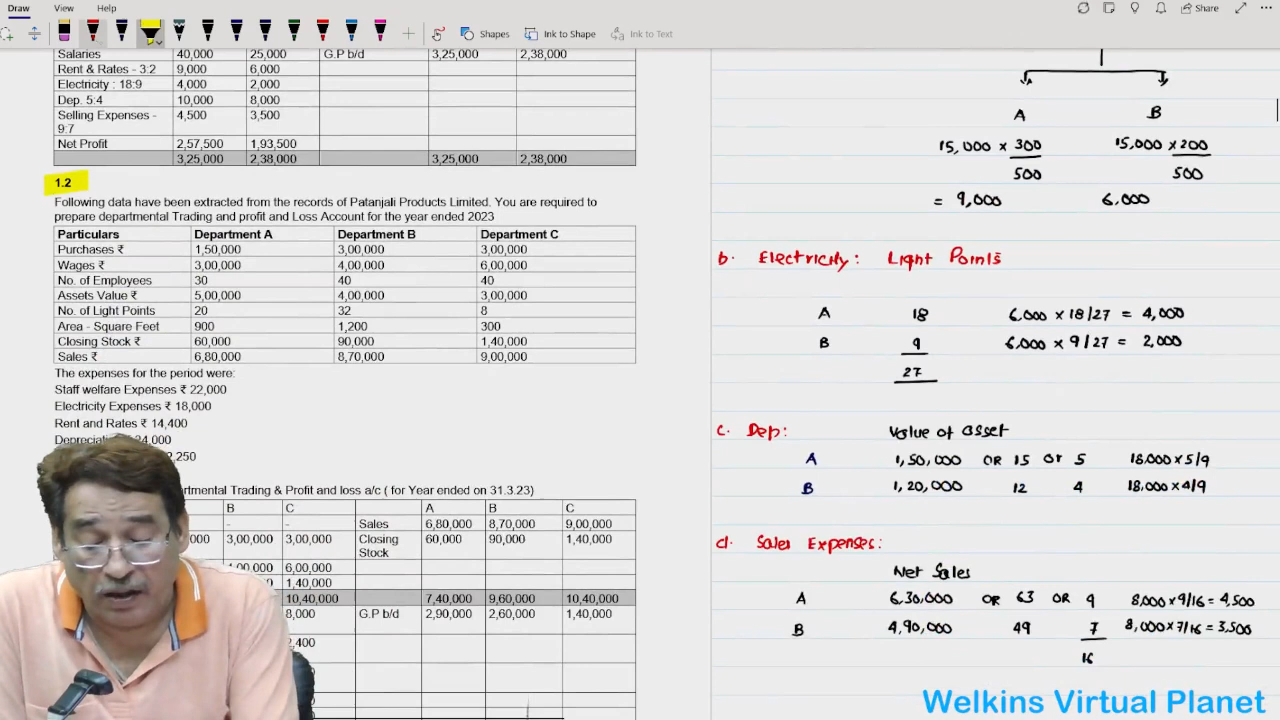 Draw View Help Share
Shapes Ink to Shape Ink to Text
Salaries 40,000 25,000 G.P b/d 3,25,000 2,38,000
Rent & Rates - 3:2 9,000 6,000
Electricity : 18:9 4,000 2,000
Dep. 5:4 10,000 8,000
Selling Expenses - 4,500 3,500
9:7
Net Profit 2,57,500 1,93,500
3,25,000 2,38,000 3,25,000 2,38,000
1.2
Following data have been extracted from the records of Patanjali Products Limited. You are required to
prepare departmental Trading and profit and Loss Account for the year ended 2023
Particulars Department A Department B Department C
Purchases ₹ 1,50,000 3,00,000 3,00,000
Wages ₹ 3,00,000 4,00,000 6,00,000
No. of Employees 30 40 40
Assets Value ₹ 5,00,000 4,00,000 3,00,000
No. of Light Points 20 32 8
Area - Square Feet 900 1,200 300
Closing Stock ₹ 60,000 90,000 1,40,000
Sales ₹ 6,80,000 8,70,000 9,00,000
The expenses for the period were:
Staff welfare Expenses ₹ 22,000
Electricity Expenses ₹ 18,000
Rent and Rates ₹ 14,400
000
,250
Trading & Profit and loss a/c ( for Year ended on 31.3.23)
B C A B C
- - Sales 6,80,000 8,70,000 9,00,000
000 3,00,000 3,00,000 Closing 60,000 90,000 1,40,000
Stock
6,00,000
1,40,000
10,40,000 7,40,000 9,60,000 10,40,000
8,000 G.P b/d 2,90,000 2,60,000 1,40,000
2,400
A B
15,000 × 300 15,000 × 200
500 500
= 9,000 6,000
b. Electricity: Light Points
A 18 6,000 × 18/27 = 4,000
B 9 6,000 × 9/27 = 2,000
27
c. Dep: Value of asset
A 1,50,000 OR 15 or 5 18,000 × 5/9
B 1,20,000 12 4 18,000 × 4/9
d. Sales Expenses:
Net Sales
A 6,30,000 OR 63 OR 9 8,000 × 9/16 = 4,500
B 4,90,000 49 7 8,000 × 7/16 = 3,500
16
Welkins Virtual Planet